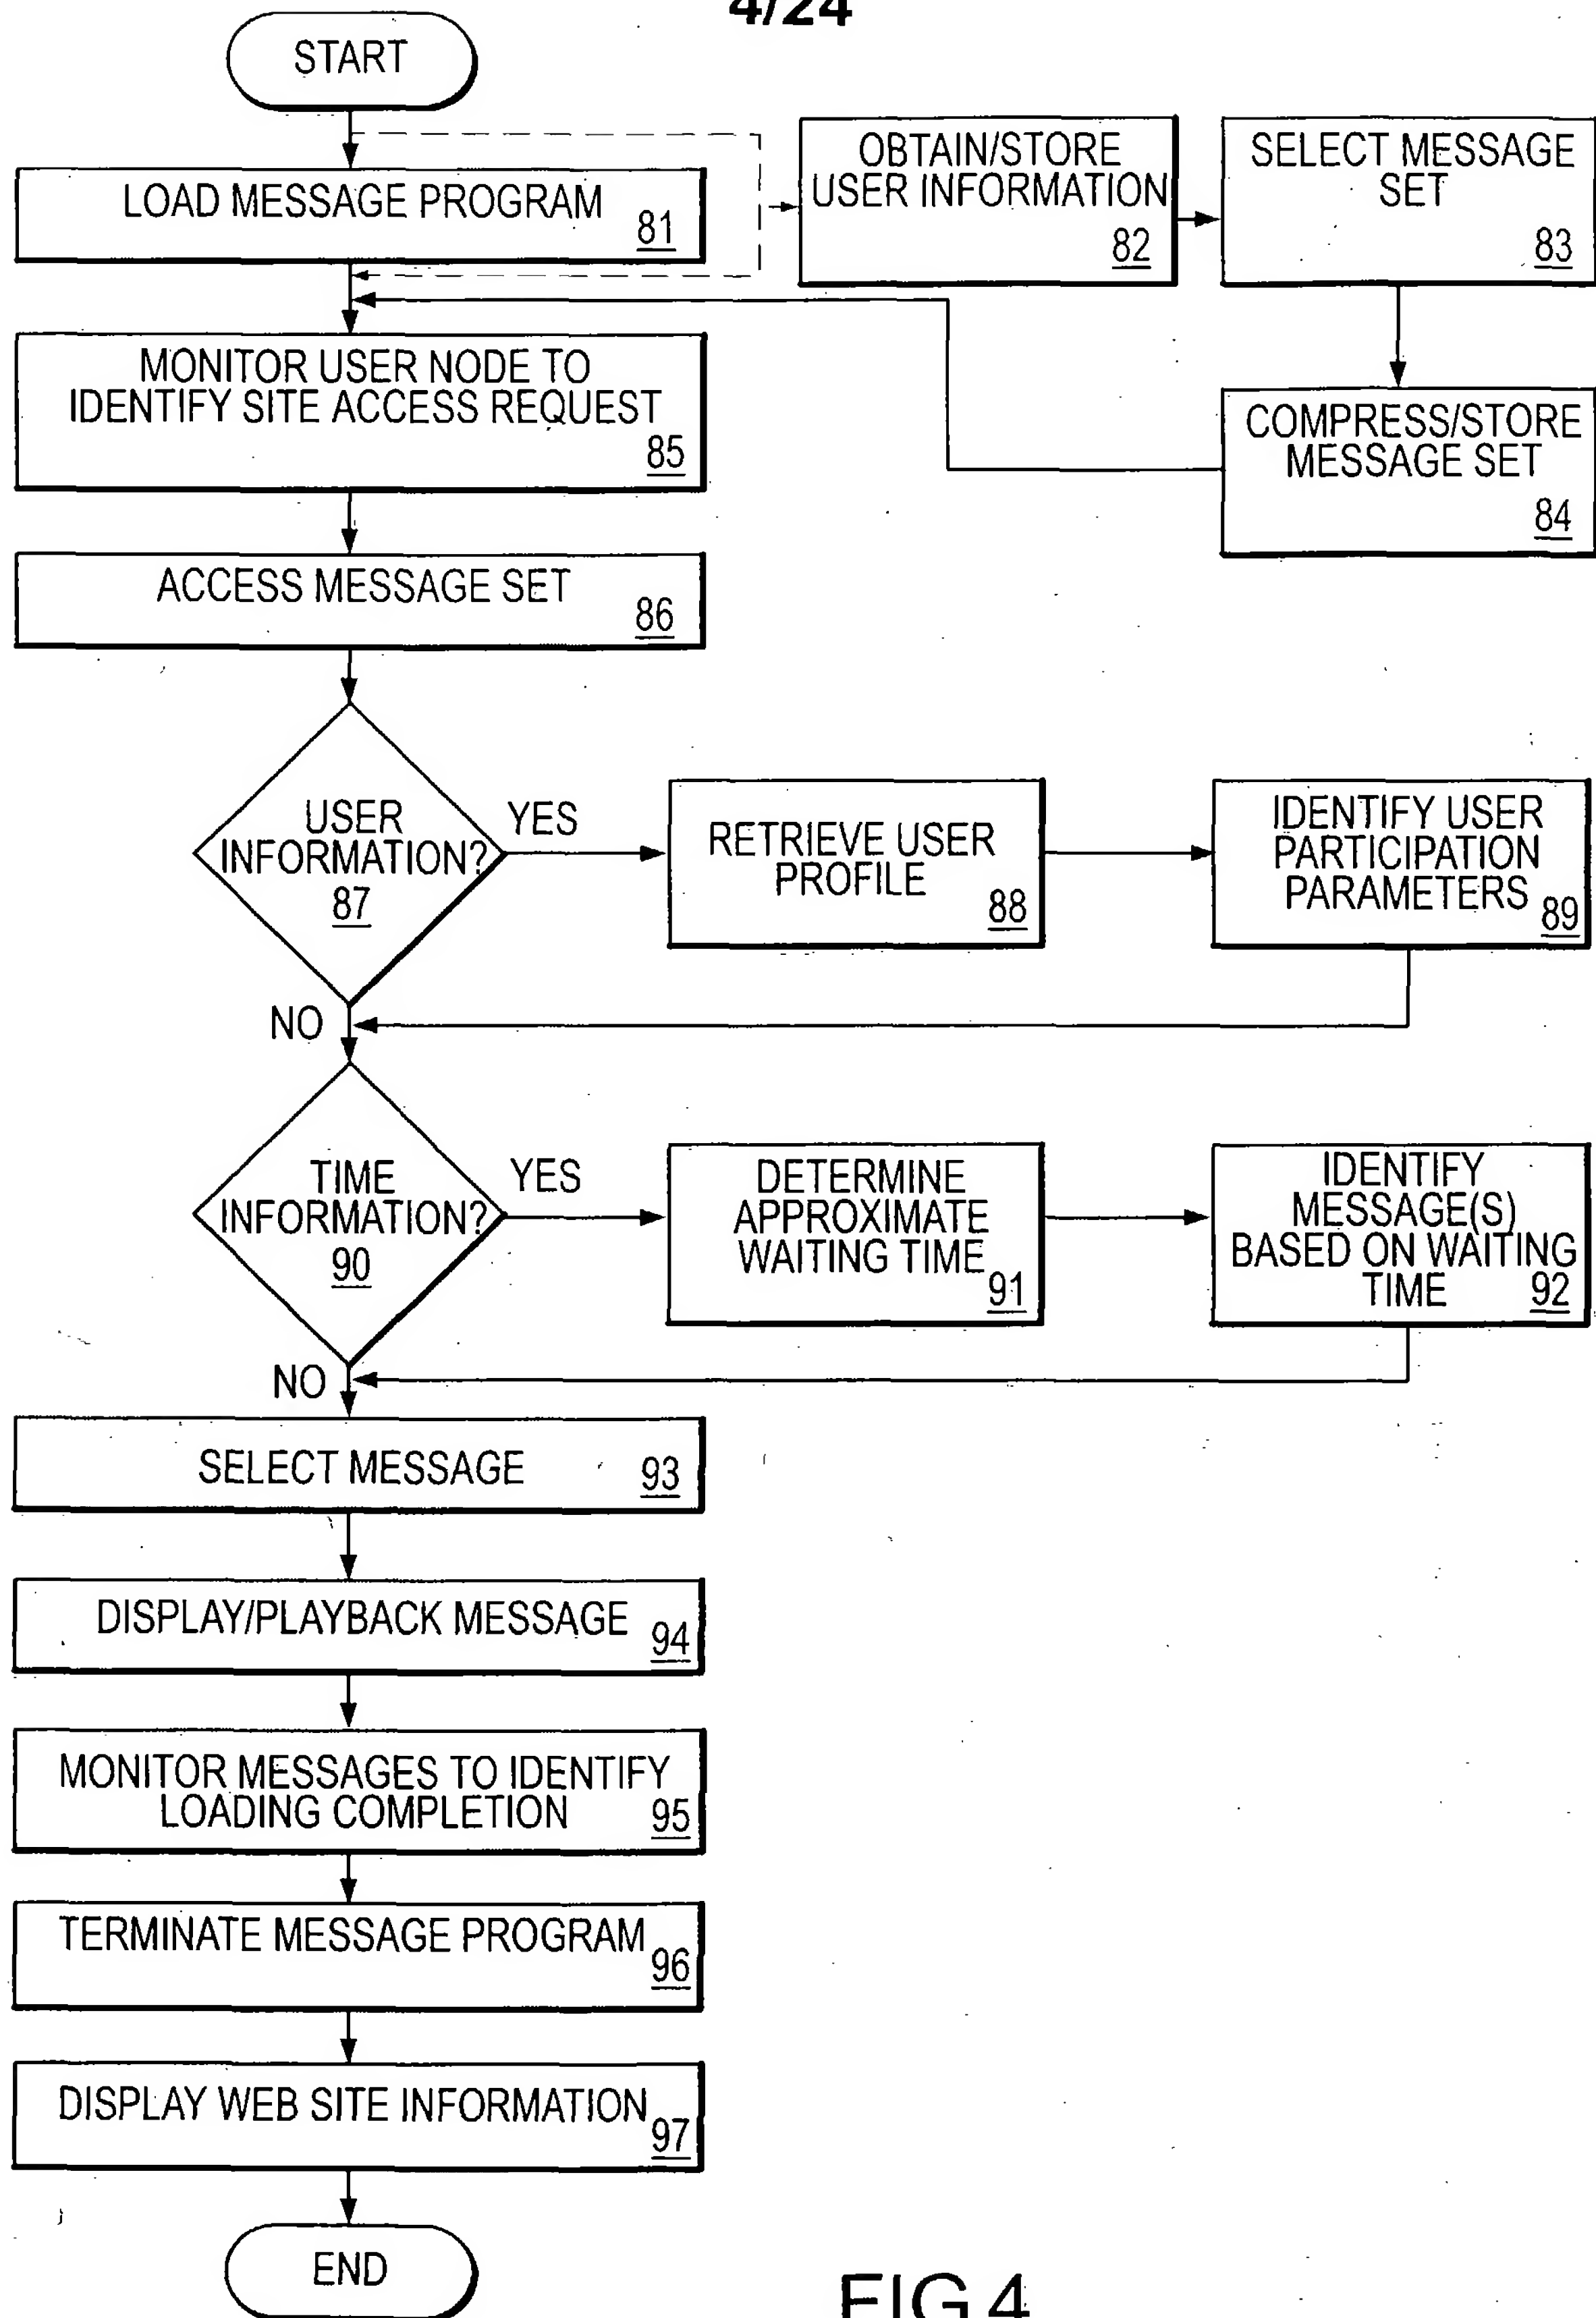 4/24
START
LOAD MESSAGE PROGRAM
81
OBTAIN/STORE
USER INFORMATION
82
SELECT MESSAGE
SET
83
MONITOR USER NODE TO
IDENTIFY SITE ACCESS REQUEST
85
COMPRESS/STORE
MESSAGE SET
84
ACCESS MESSAGE SET
86
USER
INFORMATION?
87
YES
RETRIEVE USER
PROFILE
88
IDENTIFY USER
PARTICIPATION
PARAMETERS
89
NO
TIME
INFORMATION?
90
YES
DETERMINE
APPROXIMATE
WAITING TIME
91
IDENTIFY
MESSAGE(S)
BASED ON WAITING
TIME
92
NO
SELECT MESSAGE
93
DISPLAY/PLAYBACK MESSAGE
94
MONITOR MESSAGES TO IDENTIFY
LOADING COMPLETION
95
TERMINATE MESSAGE PROGRAM
96
DISPLAY WEB SITE INFORMATION
97
END
FIG.4